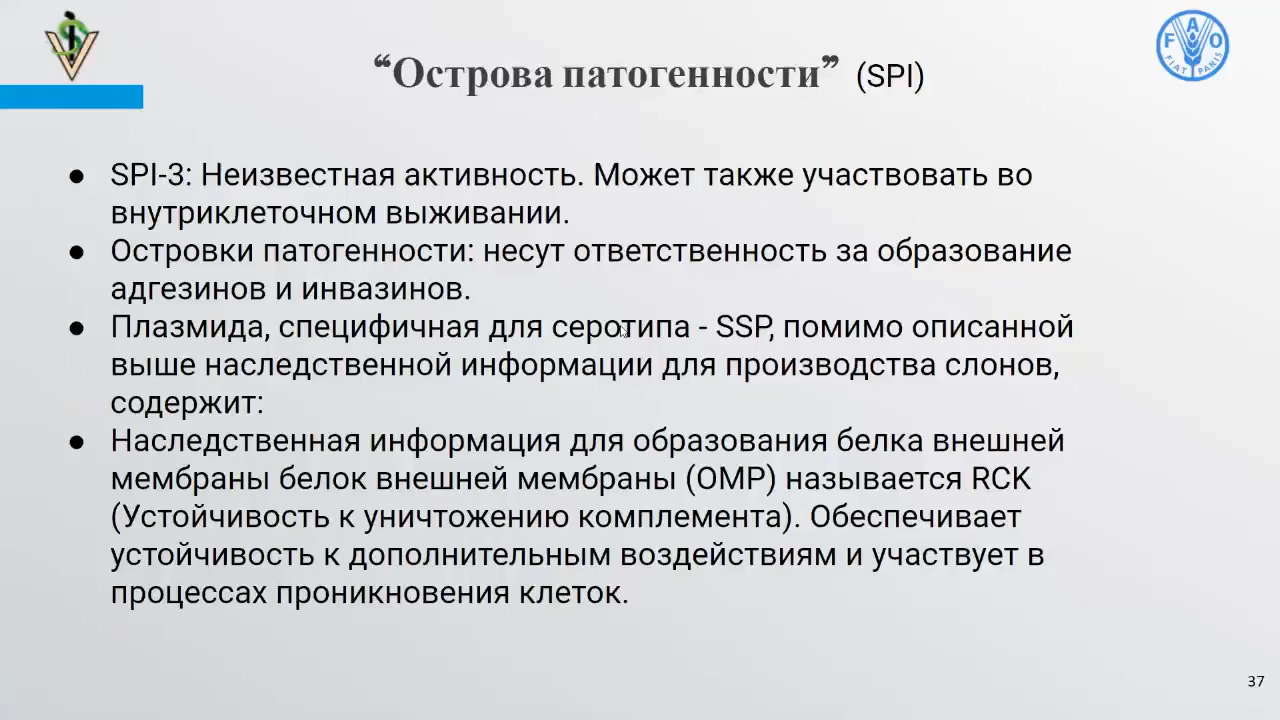 “Острова патогенности” (SPI)
F A O
FIAT PANIS
● SPI-3: Неизвестная активность. Может также участвовать во
внутриклеточном выживании.
● Островки патогенности: несут ответственность за образование
адгезинов и инвазинов.
● Плазмида, специфичная для серотипа - SSP, помимо описанной
выше наследственной информации для производства слонов,
содержит:
● Наследственная информация для образования белка внешней
мембраны белок внешней мембраны (OMP) называется RCK
(Устойчивость к уничтожению комплемента). Обеспечивает
устойчивость к дополнительным воздействиям и участвует в
процессах проникновения клеток.
37